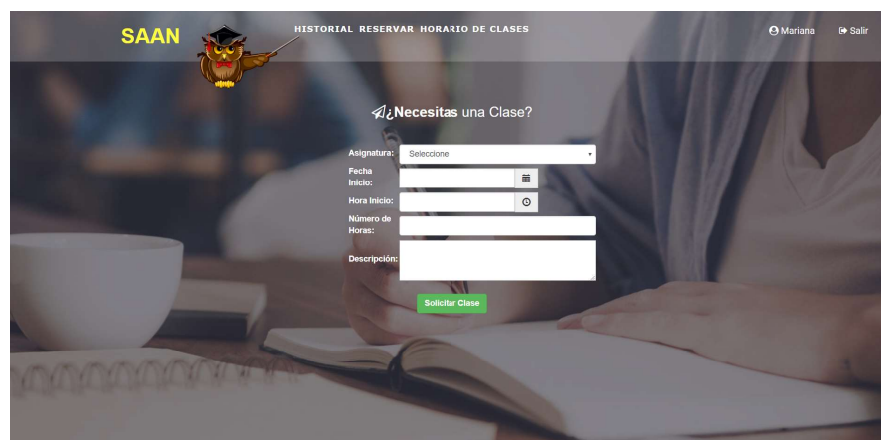 SAAN
HISTORIAL RESERVAR HORARIO DE CLASES
Mariana
Salir
¿Necesitas una Clase?
Asignatura:
Seleccione
Fecha
Inicio:
Hora Inicio:
Número de
Horas:
Descripción:
Solicitar Clase